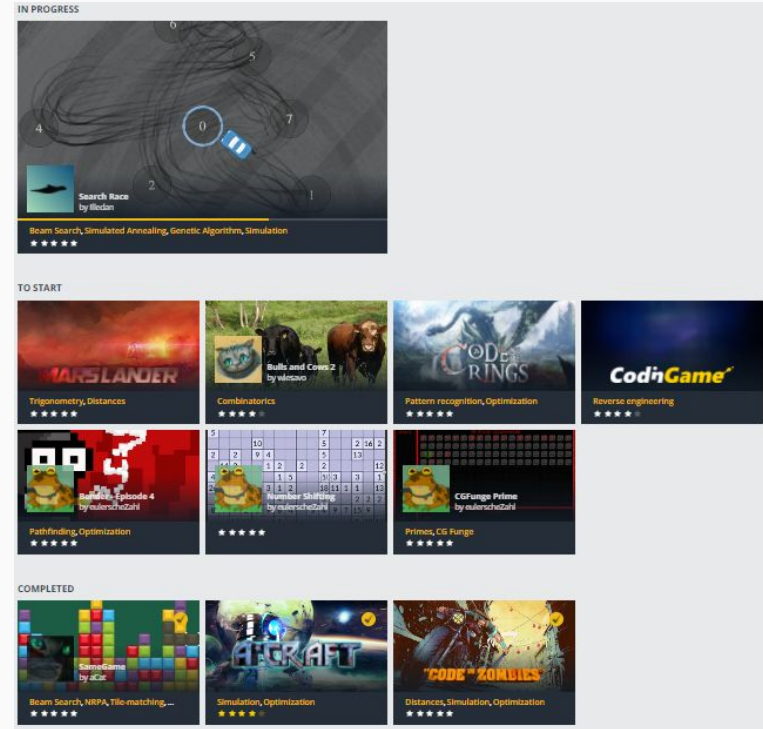 IN PROGRESS
6
5
4
0
7
2
1
Search Race
by Illedan
Beam Search, Simulated Annealing, Genetic Algorithm, Simulation
TO START
MARS LANDER
Trigonometry, Distances
Bulls and Cows 2
by wlesavo
Combinatorics
CODE OF THE RINGS
Pattern recognition, Optimization
CodinGame
Reverse engineering
Bender - Episode 4
by eulerscheZahl
Pathfinding, Optimization
Number Shifting
by eulerscheZahl
CGFunge Prime
by eulerscheZahl
Primes, CG Funge
COMPLETED
SameGame
by aCat
Beam Search, NRPA, Tile-matching, ...
A*CRAFT
Simulation, Optimization
"CODE VS ZOMBIES"
Distances, Simulation, Optimization